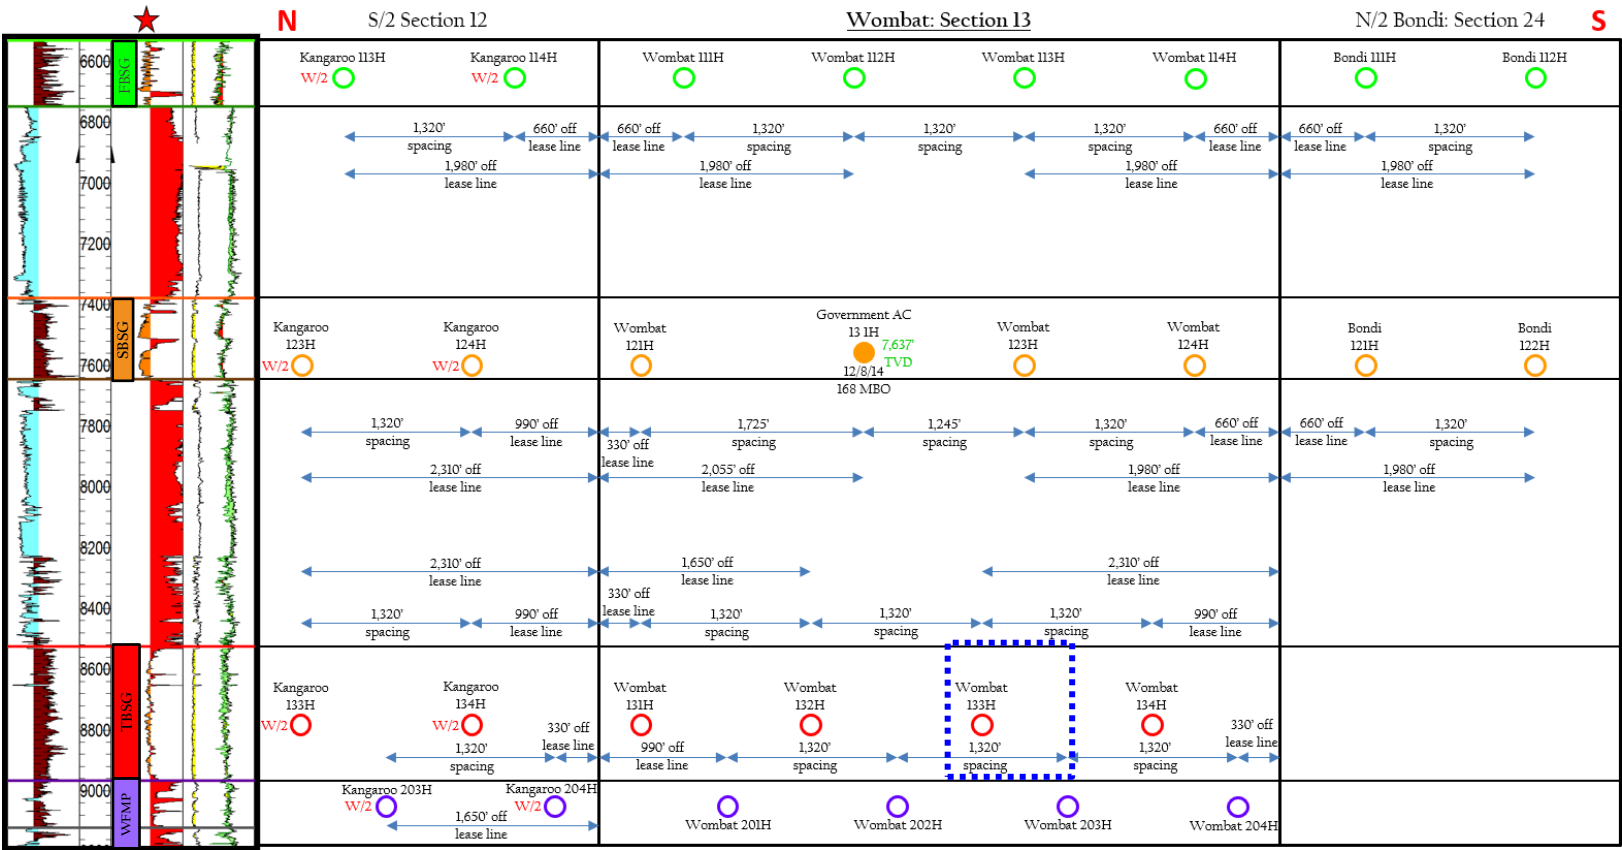 N
S/2 Section 12
Wombat: Section 13
N/2 Bondi: Section 24
S
6600
6800
7000
7200
7400
7600
7800
8000
8200
8400
8600
8800
9000
FBSG
SBSG
TBSG
WFMP
Kangaroo 113H
W/2
Kangaroo 114H
W/2
Wombat 111H
Wombat 112H
Wombat 113H
Wombat 114H
Bondi 111H
Bondi 112H
1,320'
spacing
660' off
lease line
660' off
lease line
1,320'
spacing
1,320'
spacing
1,320'
spacing
660' off
lease line
660' off
lease line
1,320'
spacing
1,980' off
lease line
1,980' off
lease line
1,980' off
lease line
1,980' off
lease line
Kangaroo
123H
W/2
Kangaroo
124H
W/2
Wombat
121H
Government AC
13 1H
7,637'
TVD
12/8/14
168 MBO
Wombat
123H
Wombat
124H
Bondi
121H
Bondi
122H
1,320'
spacing
990' off
lease line
330' off
lease line
1,725'
spacing
1,245'
spacing
1,320'
spacing
660' off
lease line
660' off
lease line
1,320'
spacing
2,310' off
lease line
2,055' off
lease line
1,980' off
lease line
1,980' off
lease line
2,310' off
lease line
1,650' off
lease line
2,310' off
lease line
1,320'
spacing
990' off
lease line
330' off
lease line
1,320'
spacing
1,320'
spacing
1,320'
spacing
990' off
lease line
Kangaroo
133H
W/2
Kangaroo
134H
W/2
Wombat
131H
Wombat
132H
Wombat
133H
Wombat
134H
1,320'
spacing
330' off
lease line
990' off
lease line
1,320'
spacing
1,320'
spacing
1,320'
spacing
330' off
lease line
Kangaroo 203H
W/2
Kangaroo 204H
W/2
1,650' off
lease line
Wombat 201H
Wombat 202H
Wombat 203H
Wombat 204H